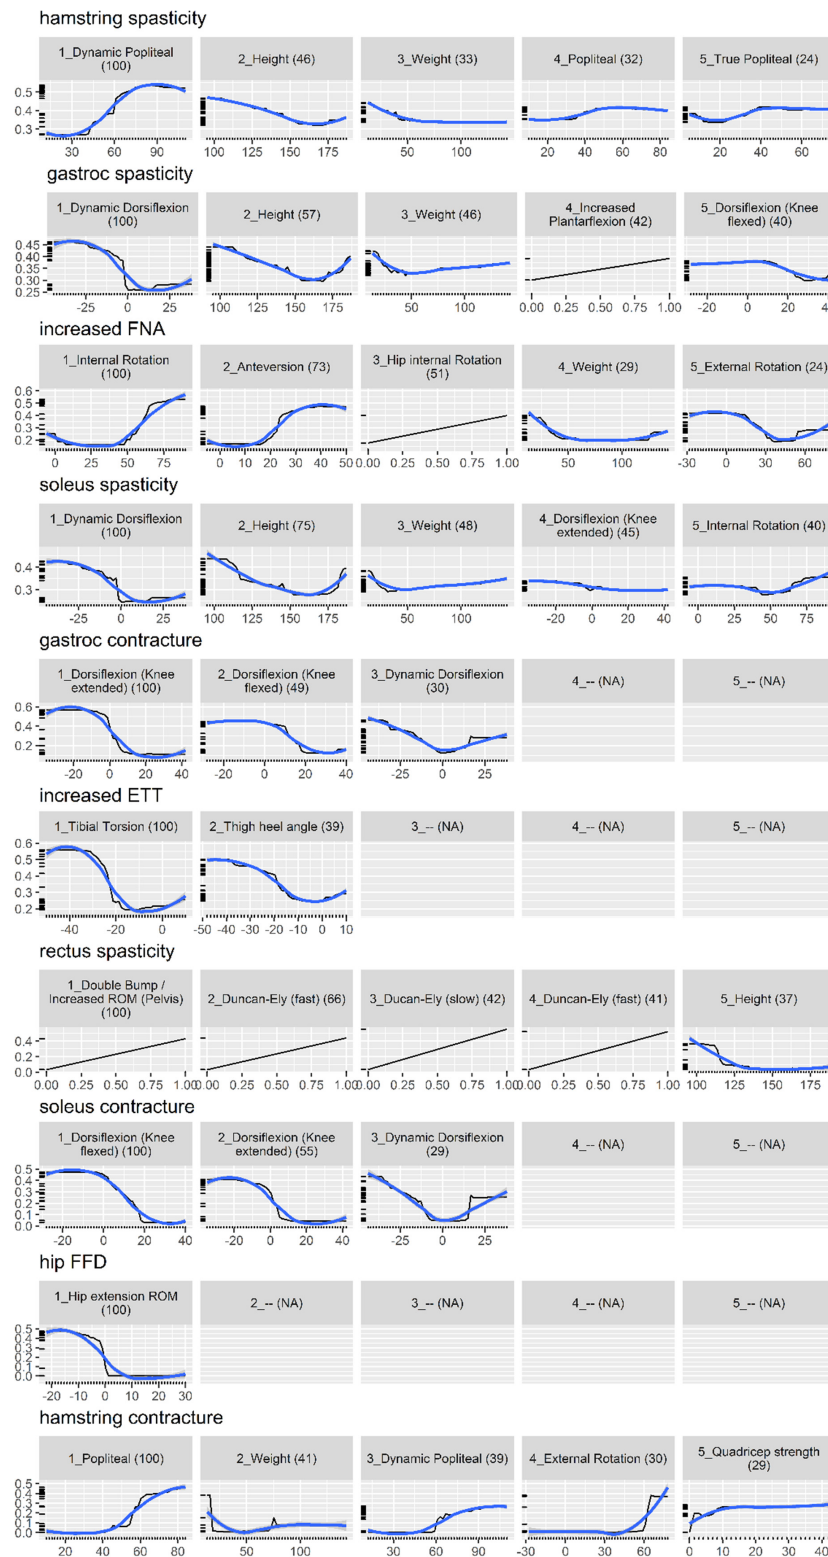 hamstring spasticity
1_Dynamic Popliteal
(100)
2_Height (46)
3_Weight (33)
4_Popliteal (32)
5_True Popliteal (24)
0.5
0.4
0.3
30 60 90
100 125 150 175
50 100
20 40 60 80
20 40 60
gastroc spasticity
1_Dynamic Dorsiflexion
(100)
2_Height (57)
3_Weight (46)
4_Increased
Plantarflexion (42)
5_Dorsiflexion (Knee
flexed) (40)
0.45
0.40
0.35
0.30
0.25
-25 0 25
100 125 150 175
50 100
0.00 0.25 0.50 0.75 1.00
-20 0 20 40
increased FNA
1_Internal Rotation
(100)
2_Anteversion (73)
3_Hip internal Rotation
(51)
4_Weight (29)
5_External Rotation (24)
0.6
0.5
0.4
0.3
0.2
0 25 50 75
0 10 20 30 40 50
0.00 0.25 0.50 0.75 1.00
50 100
-30 0 30 60
soleus spasticity
1_Dynamic Dorsiflexion
(100)
2_Height (75)
3_Weight (48)
4_Dorsiflexion (Knee
extended) (45)
5_Internal Rotation (40)
0.4
0.3
-25 0 25
100 125 150 175
50 100
-20 0 20 40
0 25 50 75
gastroc contracture
1_Dorsiflexion (Knee
extended) (100)
2_Dorsiflexion (Knee
flexed) (49)
3_Dynamic Dorsiflexion
(30)
4_-- (NA)
5_-- (NA)
0.6
0.4
0.2
-20 0 20 40
-20 0 20 40
-25 0 25
increased ETT
1_Tibial Torsion (100)
2_Thigh heel angle (39)
3_-- (NA)
4_-- (NA)
5_-- (NA)
0.6
0.5
0.4
0.3
0.2
-40 -20 0
-50 -40 -30 -20 -10 0 10
rectus spasticity
1_Double Bump /
Increased ROM (Pelvis)
(100)
2_Duncan-Ely (fast) (66)
3_Ducan-Ely (slow) (42)
4_Duncan-Ely (fast) (41)
5_Height (37)
0.4
0.2
0.0
0.00 0.25 0.50 0.75 1.00
0.00 0.25 0.50 0.75 1.00
0.00 0.25 0.50 0.75 1.00
0.00 0.25 0.50 0.75 1.00
100 125 150 175
soleus contracture
1_Dorsiflexion (Knee
flexed) (100)
2_Dorsiflexion (Knee
extended) (55)
3_Dynamic Dorsiflexion
(29)
4_-- (NA)
5_-- (NA)
0.5
0.4
0.3
0.2
0.1
0.0
-20 0 20 40
-20 0 20 40
-25 0 25
hip FFD
1_Hip extension ROM
(100)
2_-- (NA)
3_-- (NA)
4_-- (NA)
5_-- (NA)
0.5
0.4
0.3
0.2
0.1
0.0
-20 -10 0 10 20 30
hamstring contracture
1_Popliteal (100)
2_Weight (41)
3_Dynamic Popliteal (39)
4_External Rotation (30)
5_Quadricep strength
(29)
0.5
0.4
0.3
0.2
0.1
0.0
20 40 60 80
50 100
30 60 90
-30 0 30 60
0 10 20 30 40